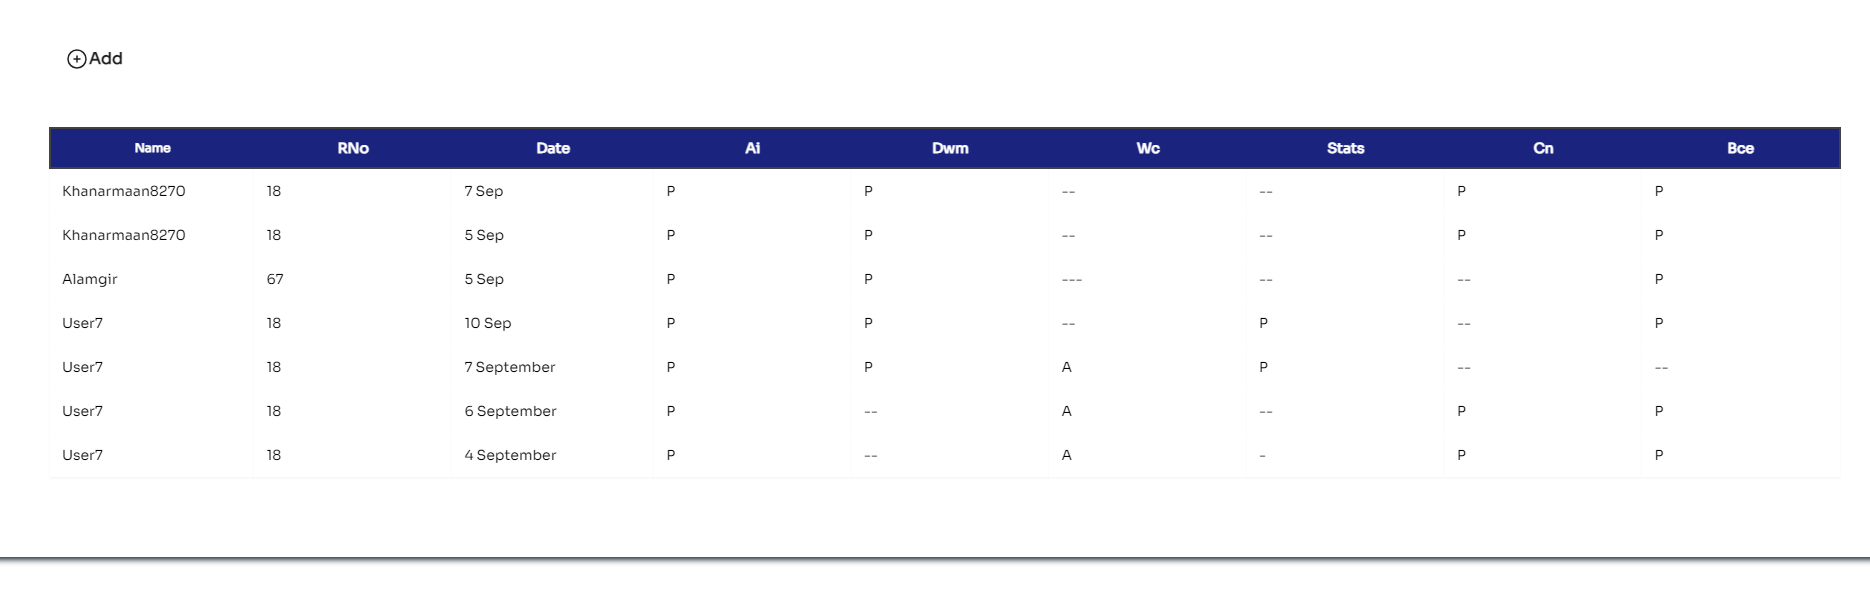 Add
Name RNo Date Ai Dwm Wc Stats Cn Bce
Khanarmaan8270 18 7 Sep P P -- -- P P
Khanarmaan8270 18 5 Sep P P -- -- P P
Alamgir 67 5 Sep P P --- -- -- P
User7 18 10 Sep P P -- P -- P
User7 18 7 September P P A P -- --
User7 18 6 September P -- A -- P P
User7 18 4 September P -- A - P P